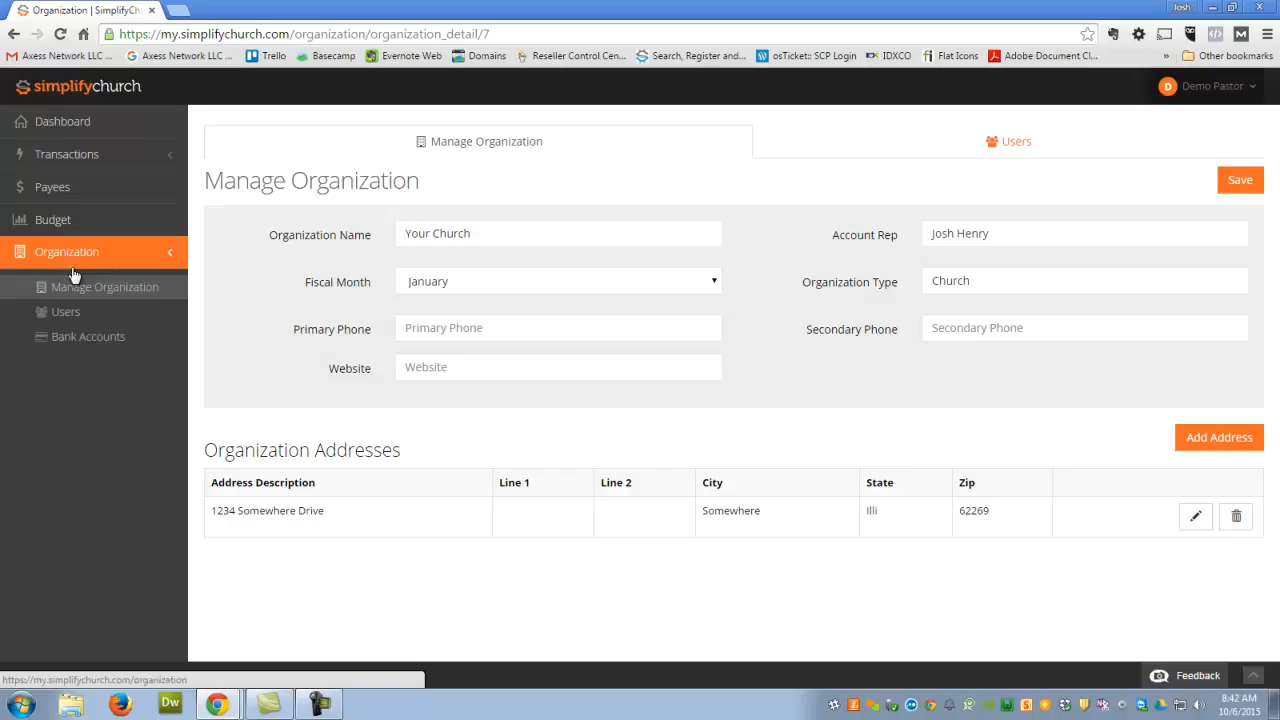 Organization | SimplifyChurch
Josh
https://my.simplifychurch.com/organization/organization_detail/7
Axess Network LLC ...
Axess Network LLC ...
Trello
Basecamp
Evernote Web
Domains
Reseller Control Cen...
Search, Register and...
osTicket:: SCP Login
IDXCO
Flat Icons
Adobe Document Cl...
»
Other bookmarks
simplifychurch
D Demo Pastor
Dashboard
Transactions
Payees
Budget
Organization
Manage Organization
Users
Bank Accounts
Manage Organization
Users
Manage Organization
Save
Organization Name
Your Church
Account Rep
Josh Henry
Fiscal Month
January
Organization Type
Church
Primary Phone
Primary Phone
Secondary Phone
Secondary Phone
Website
Website
Organization Addresses
Add Address
Address Description
Line 1
Line 2
City
State
Zip
1234 Somewhere Drive
Somewhere
Illi
62269
https://my.simplifychurch.com/organization
Feedback
Dw
8:42 AM
10/6/2015